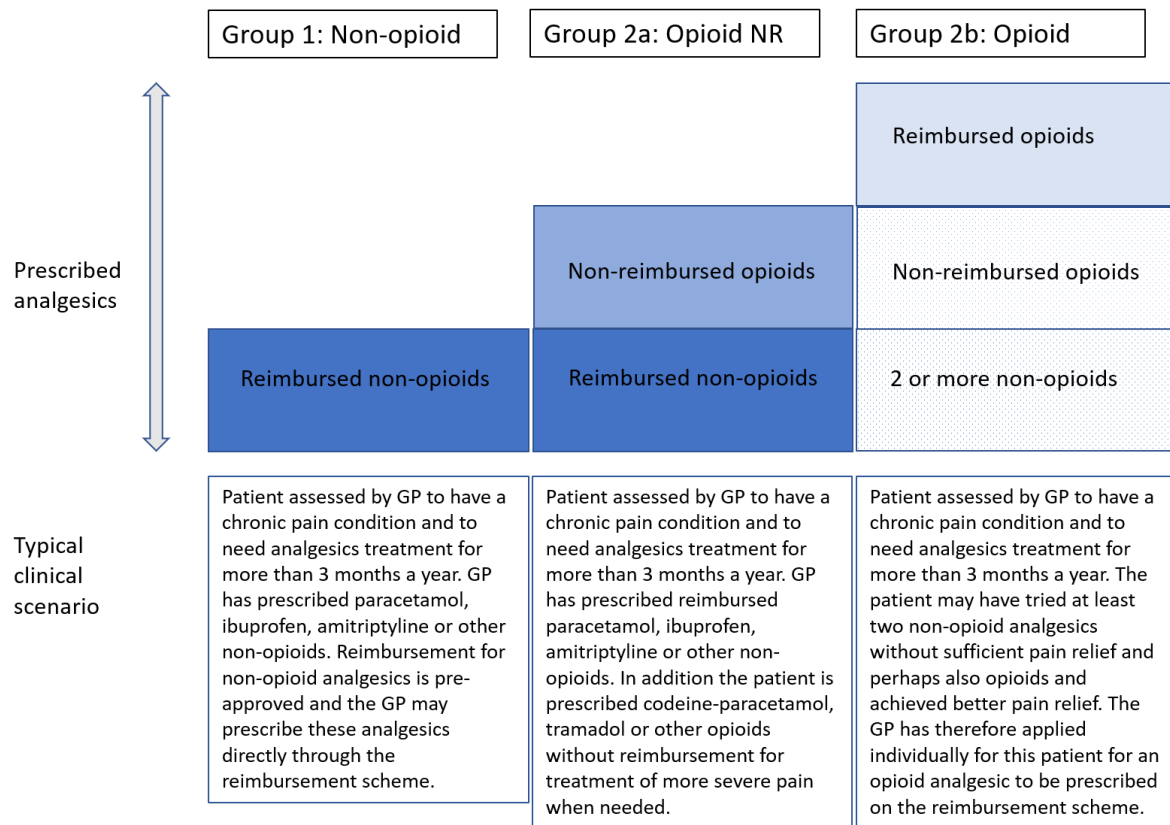 Group 1: Non-opioid
Group 2a: Opioid NR
Group 2b: Opioid
Reimbursed opioids
Non-reimbursed opioids
Non-reimbursed opioids
Prescribed
analgesics
Reimbursed non-opioids
Reimbursed non-opioids
2 or more non-opioids
Typical
clinical
scenario
Patient assessed by GP to have a
chronic pain condition and to
need analgesics treatment for
more than 3 months a year. GP
has prescribed paracetamol,
ibuprofen, amitriptyline or other
non-opioids. Reimbursement for
non-opioid analgesics is pre-
approved and the GP may
prescribe these analgesics
directly through the
reimbursement scheme.
Patient assessed by GP to have a
chronic pain condition and to
need analgesics treatment for
more than 3 months a year. GP
has prescribed reimbursed
paracetamol, ibuprofen,
amitriptyline or other non-
opioids. In addition the patient is
prescribed codeine-paracetamol,
tramadol or other opioids
without reimbursement for
treatment of more severe pain
when needed.
Patient assessed by GP to have a
chronic pain condition and to
need analgesics treatment for
more than 3 months a year. The
patient may have tried at least
two non-opioid analgesics
without sufficient pain relief and
perhaps also opioids and
achieved better pain relief. The
GP has therefore applied
individually for this patient for an
opioid analgesic to be prescribed
on the reimbursement scheme.